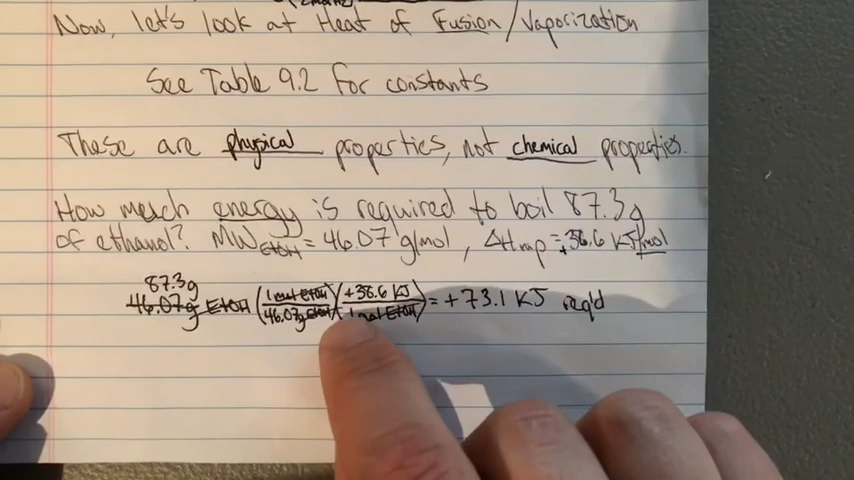 Now, let's look at Heat of Fusion/Vaporization
See Table 9.2 for constants
These are physical properties, not chemical properties.
How much energy is required to boil 87.3g
of ethanol? MW EtOH = 46.07 g/mol, ΔHvap = +38.6 KJ/mol
87.3g
46.07g EtOH (1 mol EtOH / 46.07g EtOH)(+38.6 KJ / 1 mol EtOH) = +73.1 KJ req'd